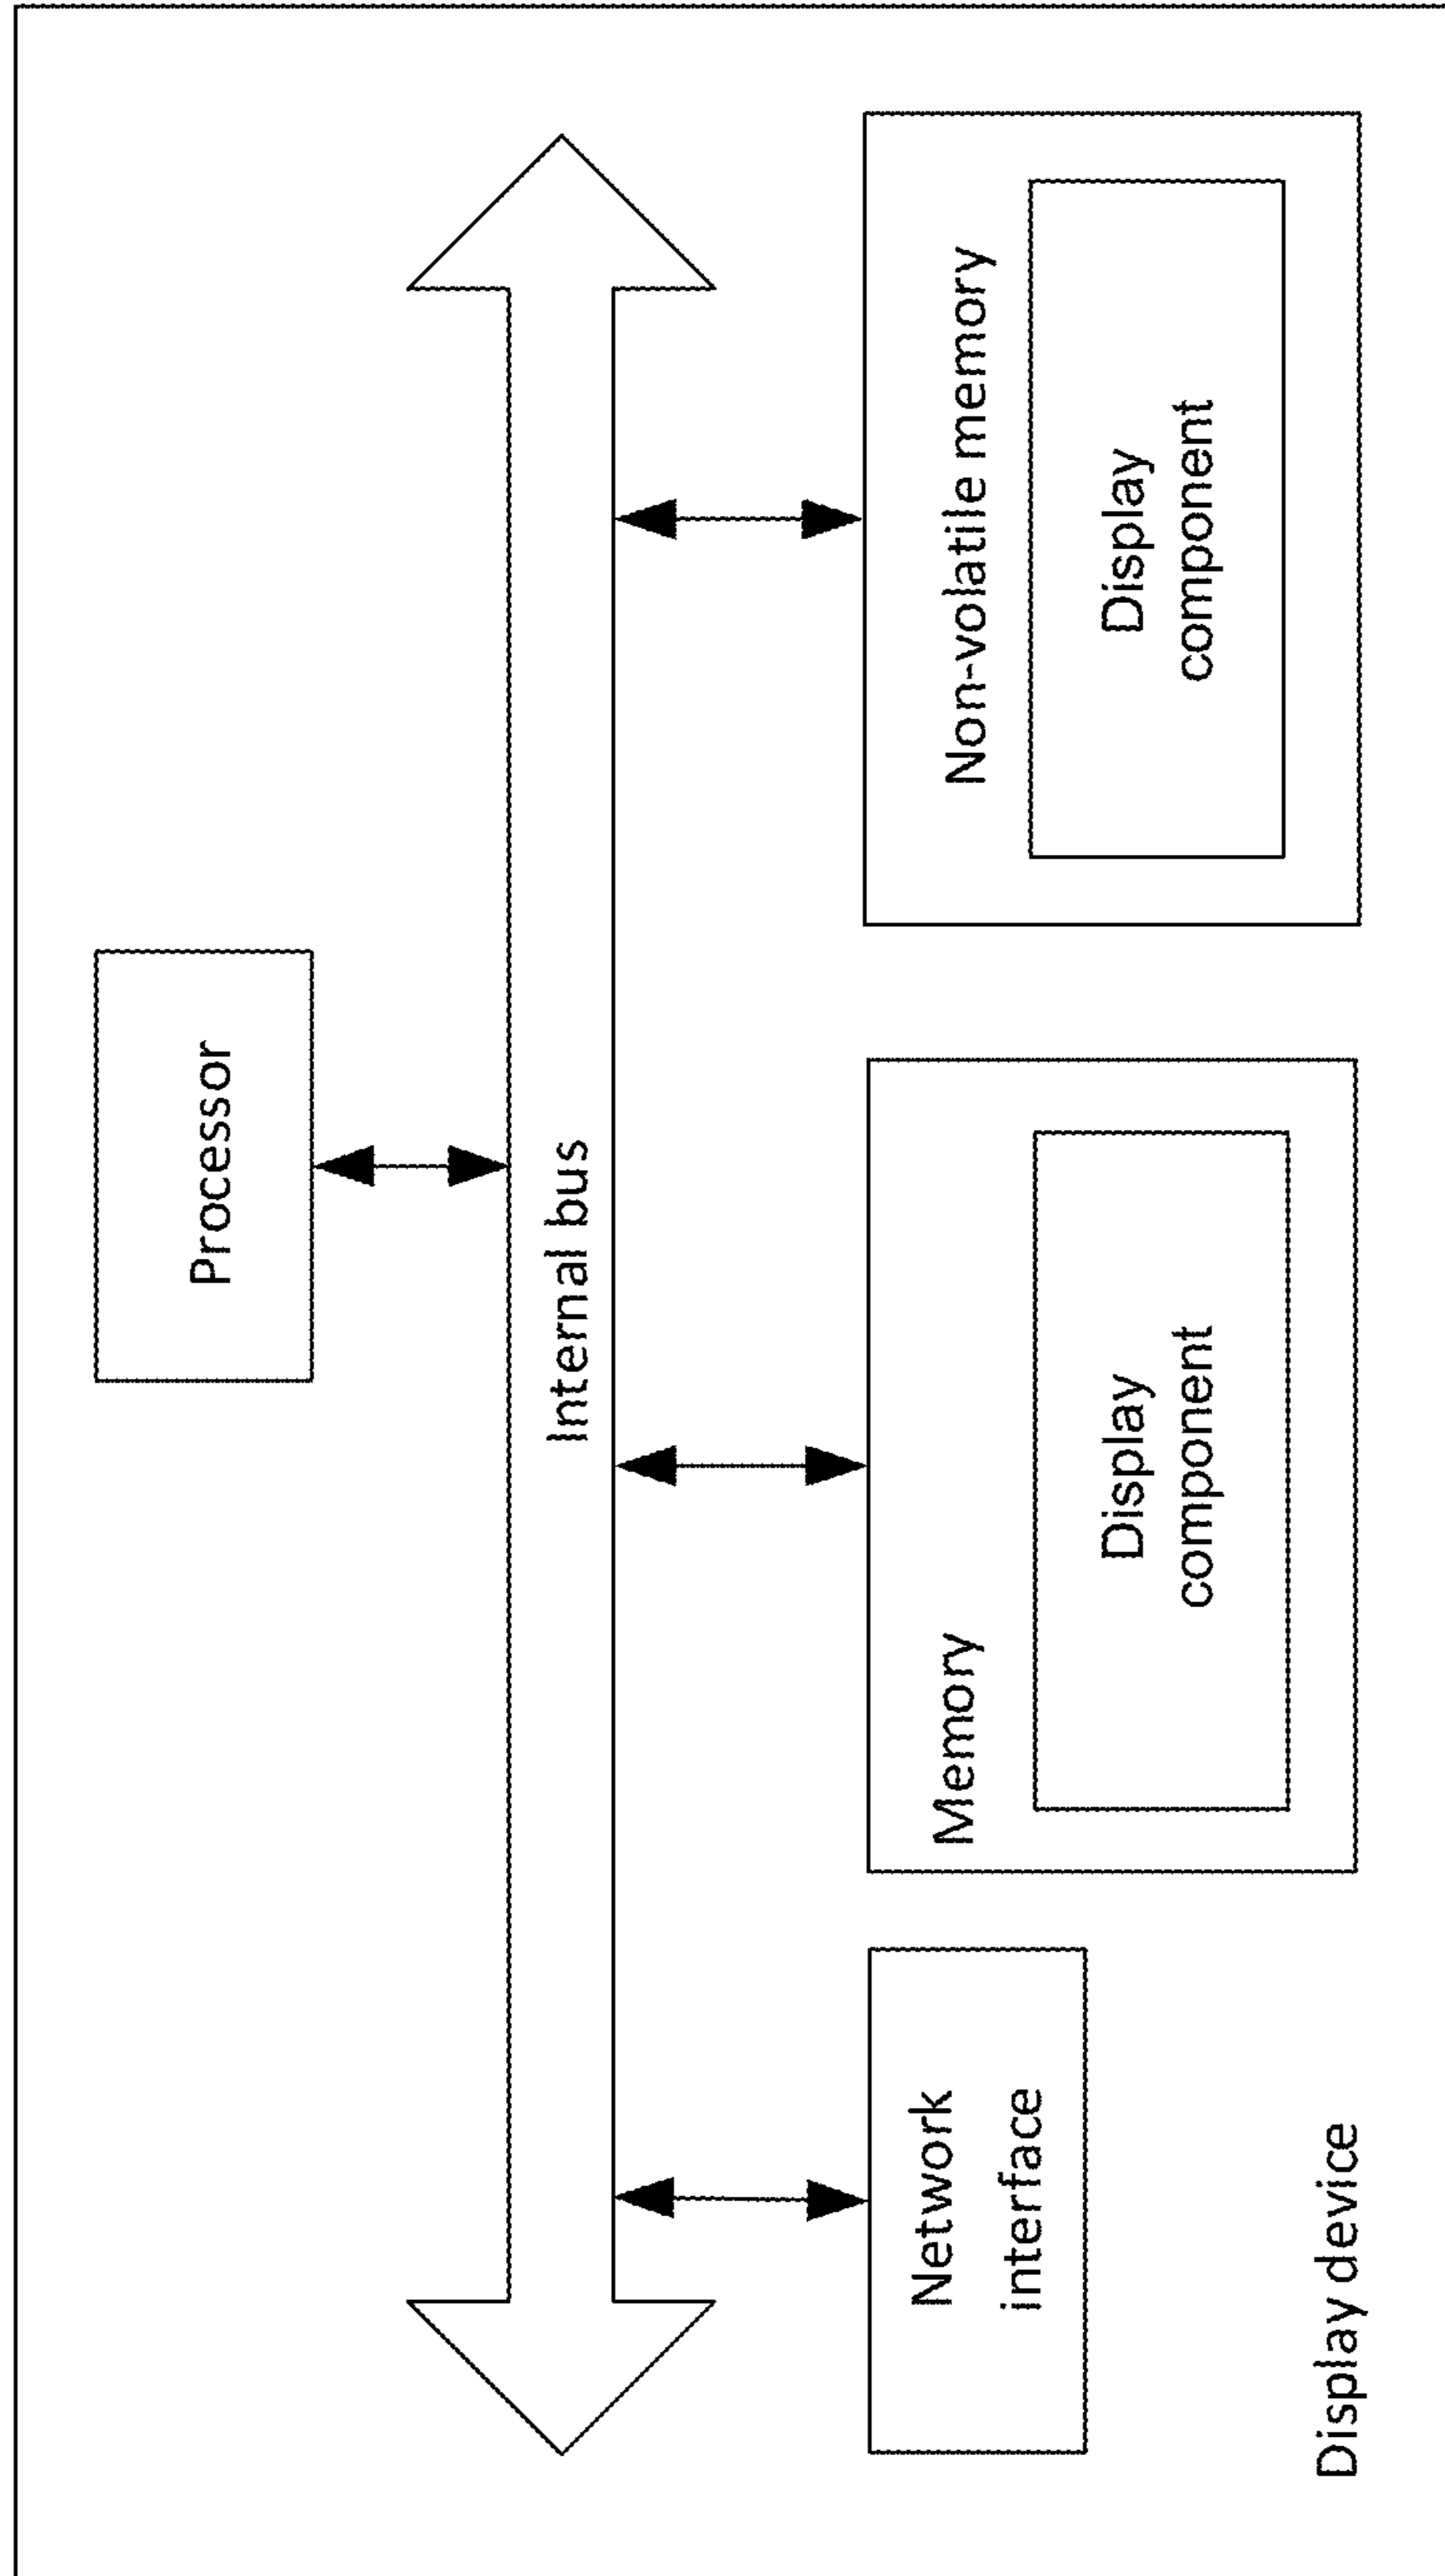 Processor
Internal bus
Network
interface
Memory
Display
component
Non-volatile memory
Display
component
Display device